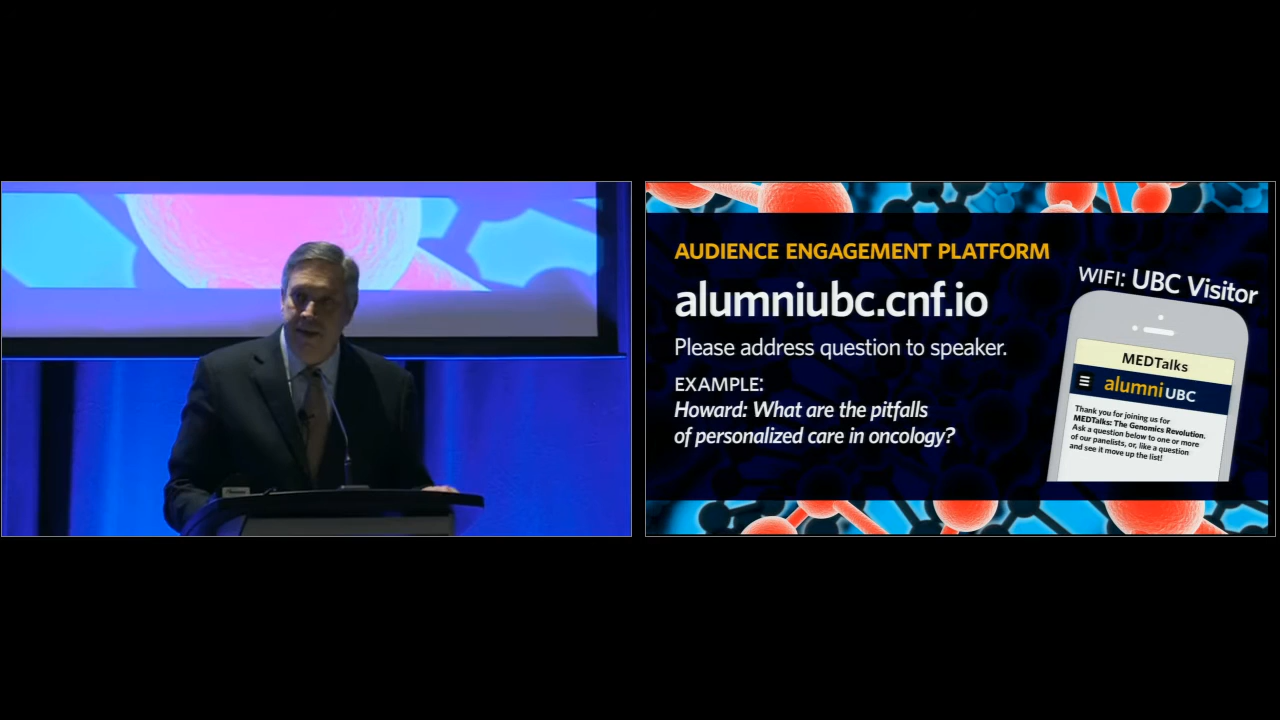 AUDIENCE ENGAGEMENT PLATFORM
alumniubc.cnf.io
Please address question to speaker.
EXAMPLE:
Howard: What are the pitfalls
of personalized care in oncology?
WIFI: UBC Visitor
MEDTalks
alumni UBC
Thank you for joining us for
MEDTalks: The Genomics Revolution.
Ask a question below to one or more
of our panelists, or, like a question
and see it move up the list!